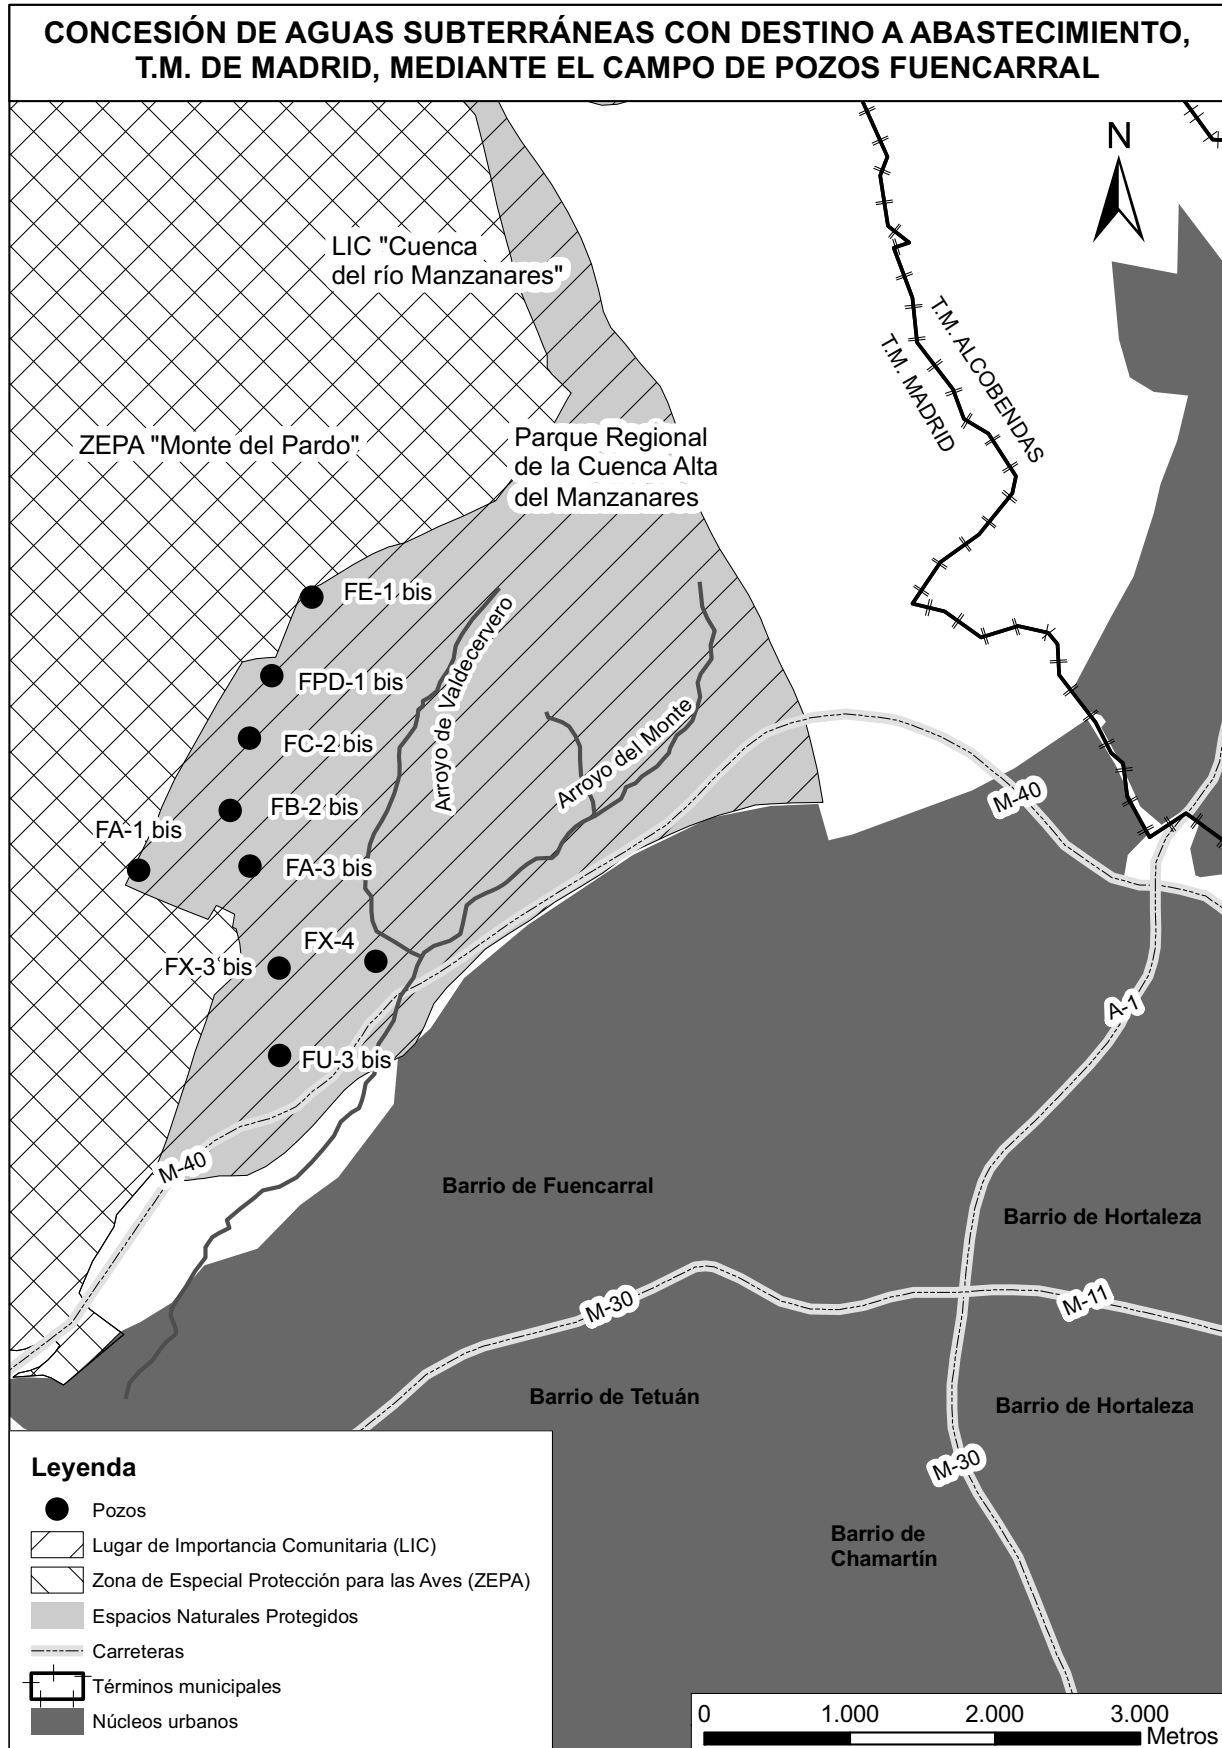 CONCESIÓN DE AGUAS SUBTERRÁNEAS CON DESTINO A ABASTECIMIENTO,
T.M. DE MADRID, MEDIANTE EL CAMPO DE POZOS FUENCARRAL
N
LIC "Cuenca
del río Manzanares"
T.M. ALCOBENDAS
T.M. MADRID
ZEPA "Monte del Pardo"
Parque Regional
de la Cuenca Alta
del Manzanares
FE-1 bis
Arroyo de Valdecervero
FPD-1 bis
FC-2 bis
Arroyo del Monte
M-40
FB-2 bis
FA-1 bis
FA-3 bis
FX-4
FX-3 bis
A-1
FU-3 bis
M-40
Barrio de Fuencarral
Barrio de Hortaleza
M-30
M-11
Barrio de Tetuán
Barrio de Hortaleza
M-30
Barrio de
Chamartín
Leyenda
Pozos
Lugar de Importancia Comunitaria (LIC)
Zona de Especial Protección para las Aves (ZEPA)
Espacios Naturales Protegidos
Carreteras
Términos municipales
Núcleos urbanos
0 1.000 2.000 3.000
Metros